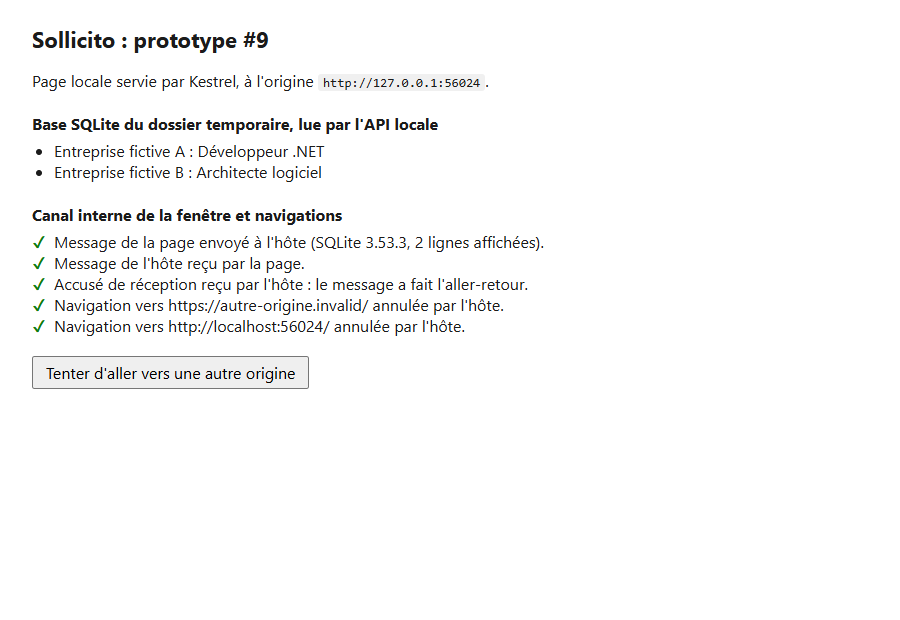 Sollicito : prototype #9
Page locale servie par Kestrel, à l'origine http://127.0.0.1:56024 .
Base SQLite du dossier temporaire, lue par l'API locale
• Entreprise fictive A : Développeur .NET
• Entreprise fictive B : Architecte logiciel
Canal interne de la fenêtre et navigations
✓ Message de la page envoyé à l'hôte (SQLite 3.53.3, 2 lignes affichées).
✓ Message de l'hôte reçu par la page.
✓ Accusé de réception reçu par l'hôte : le message a fait l'aller-retour.
✓ Navigation vers https://autre-origine.invalid/ annulée par l'hôte.
✓ Navigation vers http://localhost:56024/ annulée par l'hôte.
Tenter d'aller vers une autre origine